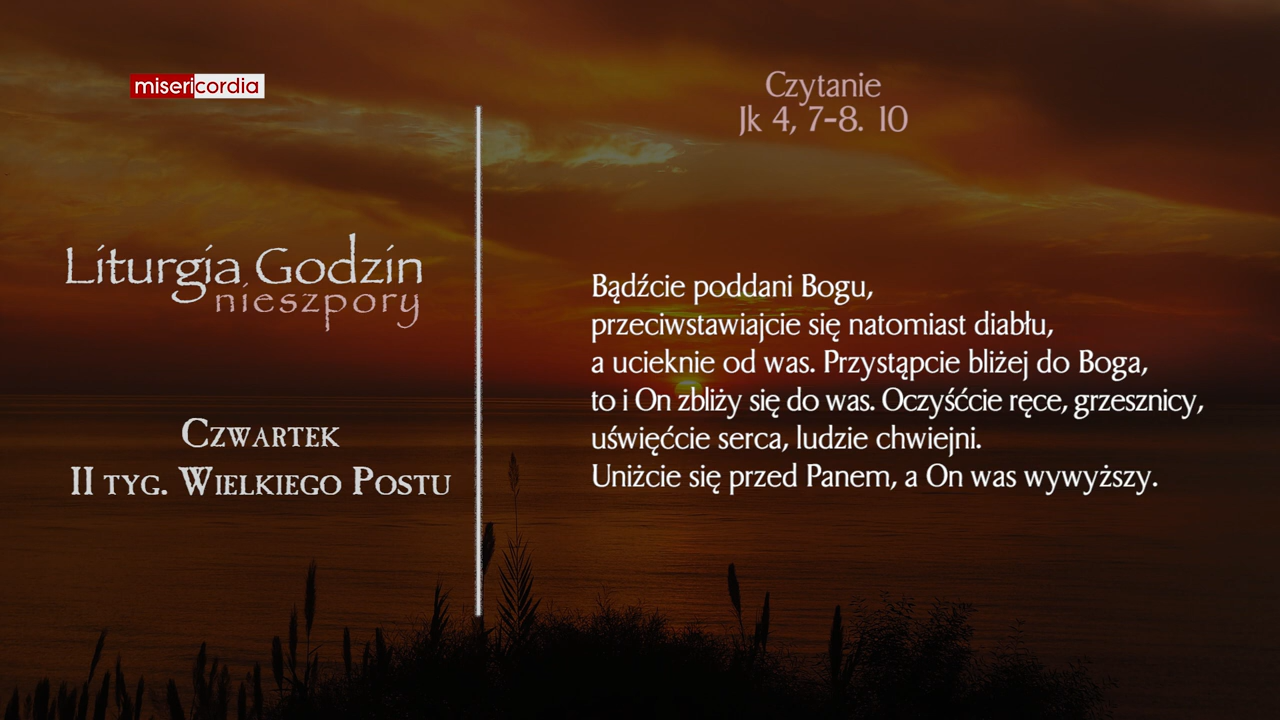 misericordia
Liturgia Godzin
nieszpory
Czwartek
II tyg. Wielkiego Postu
Czytanie
Jk 4, 7-8. 10
Bądźcie poddani Bogu,
przeciwstawiajcie się natomiast diabłu,
a ucieknie od was. Przystąpcie bliżej do Boga,
to i On zbliży się do was. Oczyśćcie ręce, grzesznicy,
uświęćcie serca, ludzie chwiejni.
Uniżcie się przed Panem, a On was wywyższy.